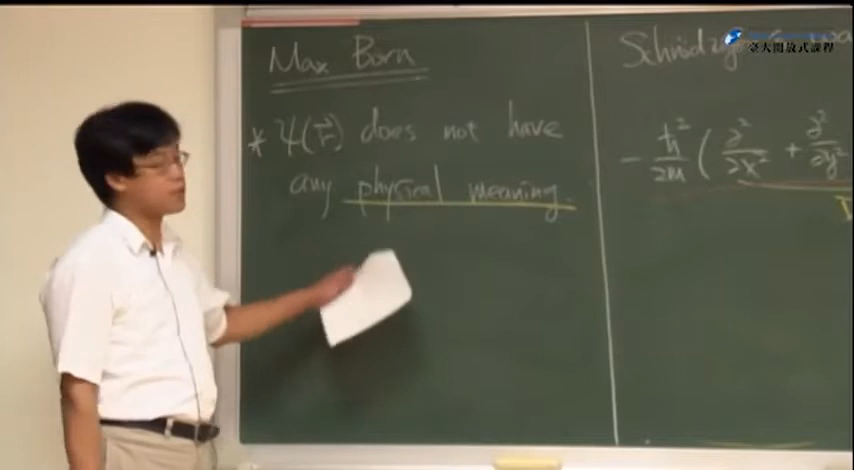 Max Born
* Ψ(r⃗) does not have
any physical meaning.
- ħ²/2m ( ∂²/∂x² + ∂²/∂y²
臺大開放式課程